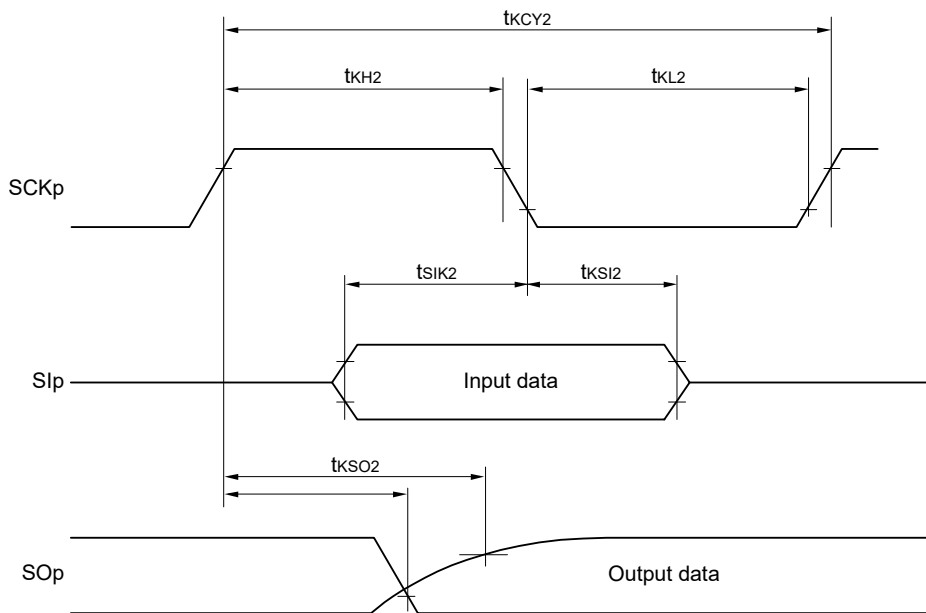 tKCY2
tKH2
tKL2
SCKp
tSIK2
tKSI2
SIp
Input data
tKSO2
SOp
Output data